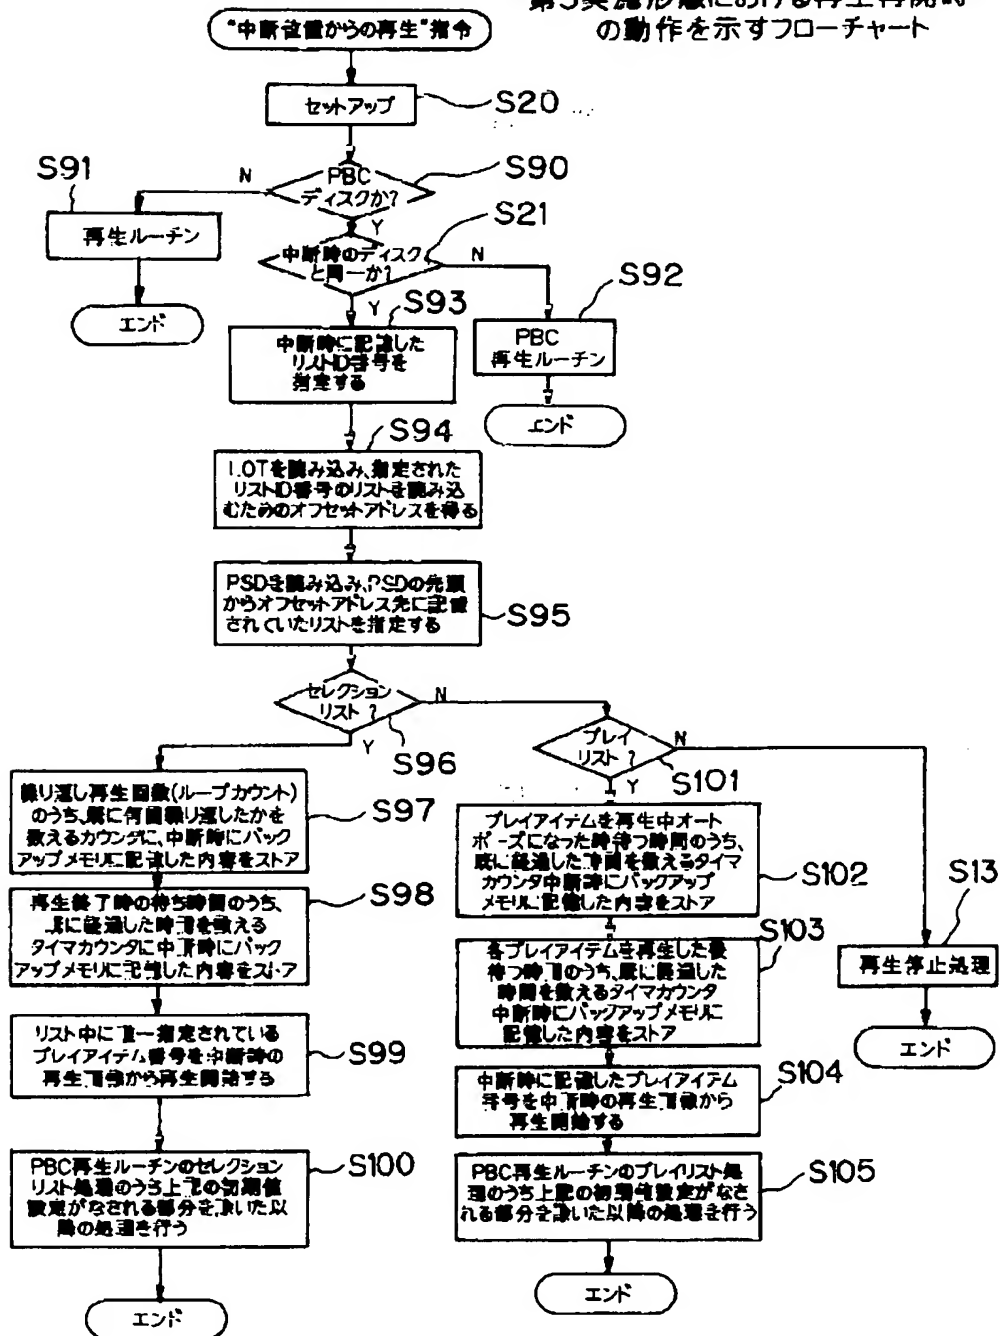 の動作を示すフローチャート
"中断位置からの再生"指令
セットアップ
S20
S90
PBC
ディスクか?
N
Y
S91
再生ルーチン
エンド
S21
中断時のディスク
と同一か?
N
Y
S92
PBC
再生ルーチン
エンド
S93
中断時に記憶した
リストID番号を
指定する
S94
LOTを読み込み、指定された
リストID番号のリストを読み込
むためのオフセットアドレスを得る
PSDを読み込み、PSDの先頭
からオフセットアドレス先に記憶
されていたリストを指定する
S95
セレクション
リスト?
N
Y
S96
繰り返し再生回数(ループカウント)
のうち、既に何回繰り返したかを
数えるカウンタに、中断時にバック
アップメモリに記憶した内容をストア
S97
再生終了時の待ち時間のうち、
既に経過した時間を数える
タイマカウンタに中断時にバック
アップメモリに記憶した内容をストア
S98
リスト中に唯一指定されている
プレイアイテム番号を中断時の
再生画像から再生開始する
S99
PBC再生ルーチンのセレクション
リスト処理のうち上記の初期値
設定がなされる部分を除いた以
降の処理を行う
S100
エンド
プレイ
リスト?
N
Y
S101
プレイアイテムを再生中オート
ポーズになった時待つ時間のうち、
既に経過した時間を数えるタイマ
カウンタ中断時にバックアップ
メモリに記憶した内容をストア
S102
S103
各プレイアイテムを再生した後
待つ時間のうち、既に経過した
時間を数えるタイマカウンタ
中断時にバックアップメモリに
記憶した内容をストア
中断時に記憶したプレイアイテム
番号を中断時の再生画像から
再生開始する
S104
PBC再生ルーチンのプレイリスト処
理のうち上記の初期値設定がなさ
れる部分を除いた以降の処理を行う
S105
エンド
S13
再生停止処理
エンド